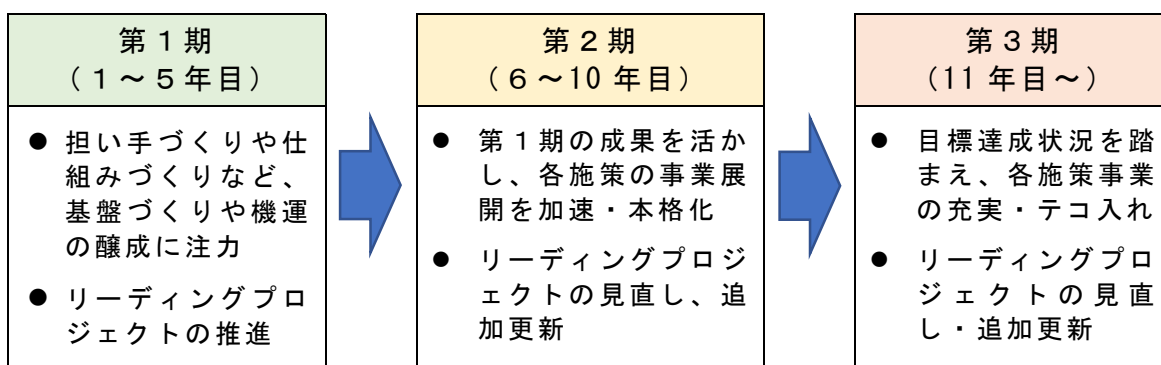 第１期
（１～５年目）
● 担い手づくりや仕
組みづくりなど、
基盤づくりや機運
の醸成に注力
● リーディングプロ
ジェクトの推進
第２期
（６～10 年目）
● 第１期の成果を活か
し、各施策の事業展
開を加速・本格化
● リーディングプロジ
ェクトの見直し、追
加更新
第３期
（11 年目～）
● 目標達成状況を踏
まえ、各施策事業
の充実・テコ入れ
● リーディングプロ
ジェクトの見直
し・追加更新